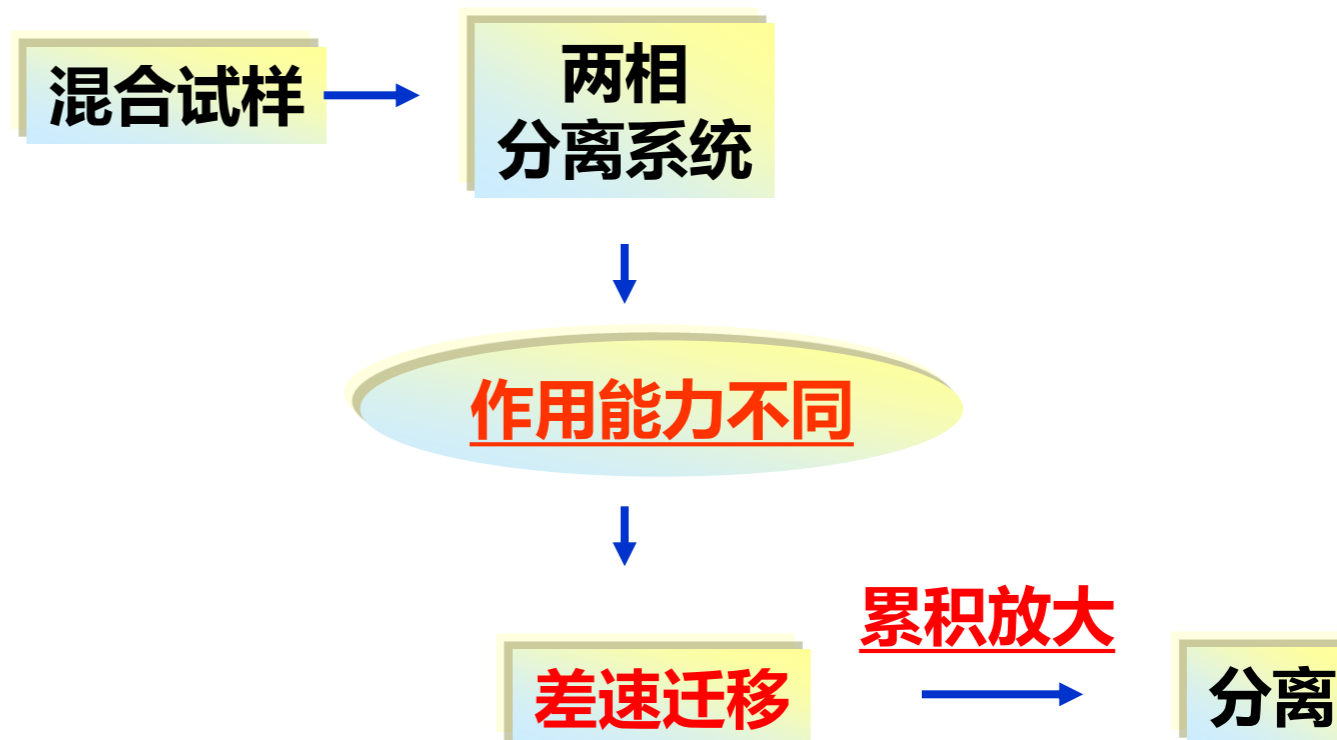 混合试样
两相
分离系统
作用能力不同
累积放大
差速迁移
分离